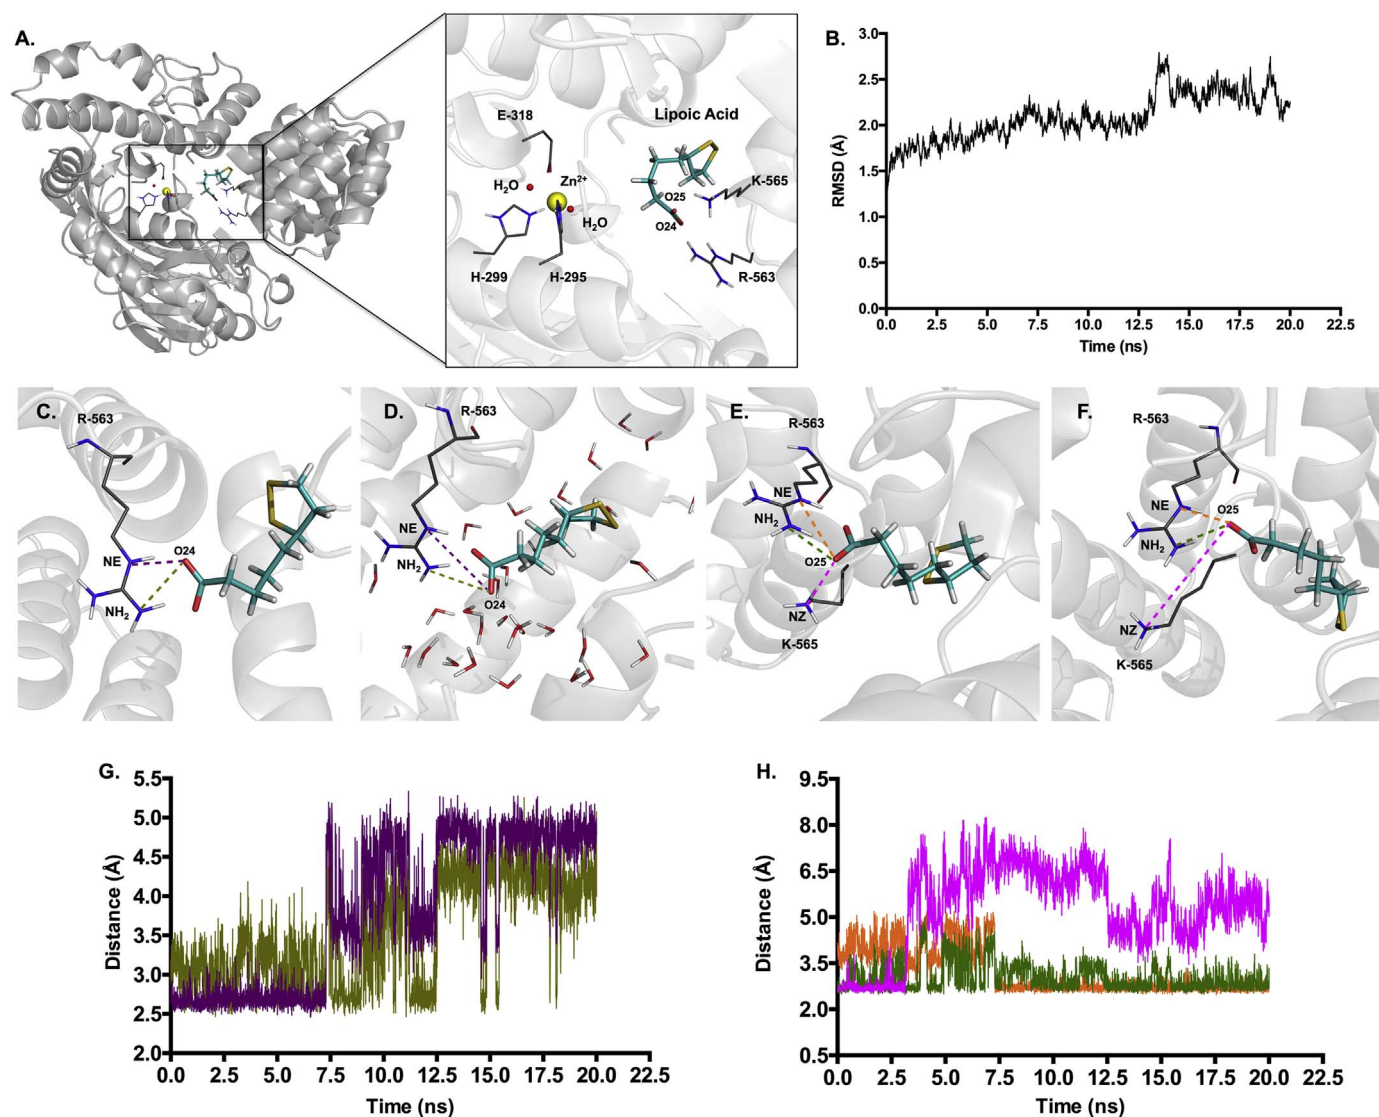 A.
E-318
Lipoic Acid
Zn²⁺
H₂O
O25
K-565
H₂O
O24
H-299
H-295
R-563
B.
RMSD (Å)
3.0
2.5
2.0
1.5
1.0
0.5
0.0
0.0 2.5 5.0 7.5 10.0 12.5 15.0 17.5 20.0 22.5
Time (ns)
C.
R-563
NE
O24
NH₂
D.
R-563
NE
NH₂
O24
E.
R-563
NE
NH₂
O25
NZ
K-565
F.
R-563
NE
O25
NH₂
NZ
K-565
G.
Distance (Å)
5.5
5.0
4.5
4.0
3.5
3.0
2.5
2.0
0.0 2.5 5.0 7.5 10.0 12.5 15.0 17.5 20.0 22.5
Time (ns)
H.
Distance (Å)
9.5
8.0
6.5
5.0
3.5
2.0
0.5
0.0 2.5 5.0 7.5 10.0 12.5 15.0 17.5 20.0 22.5
Time (ns)